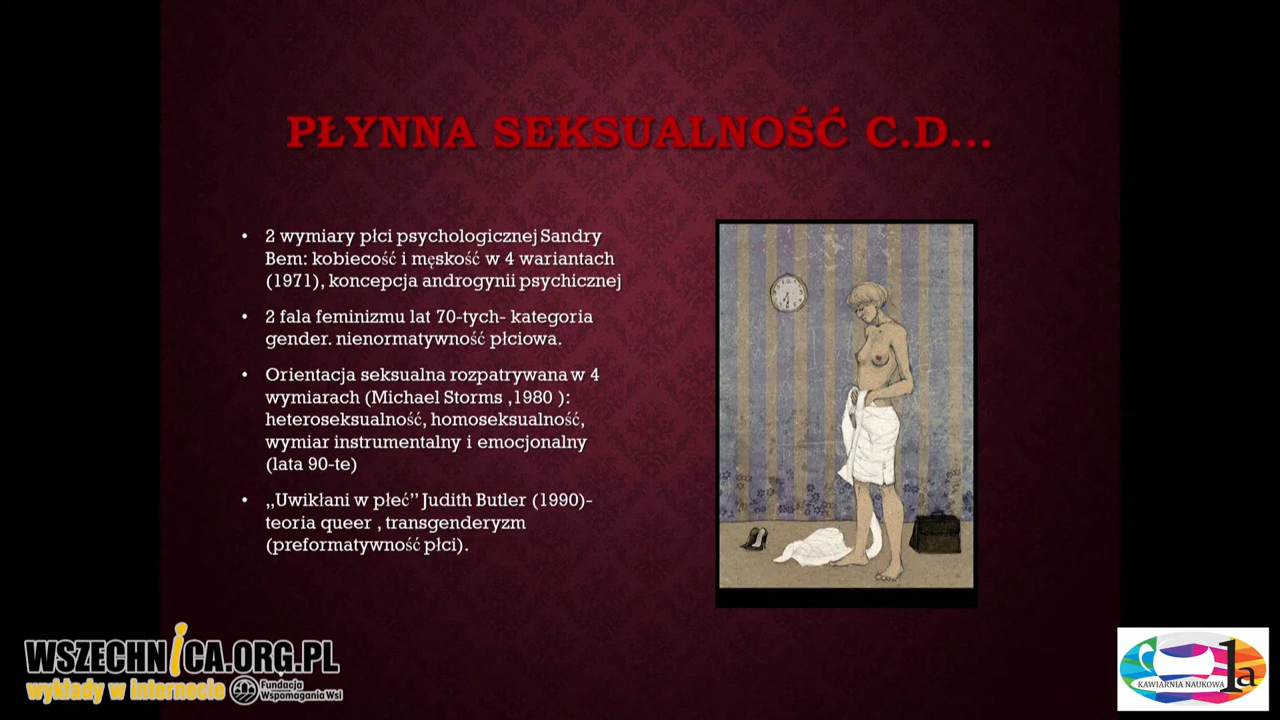 PŁYNNA SEKSUALNOŚĆ C.D...
• 2 wymiary płci psychologicznej Sandry
Bem: kobiecość i męskość w 4 wariantach
(1971), koncepcja androgynii psychicznej
• 2 fala feminizmu lat 70-tych- kategoria
gender. nienormatywność płciowa.
• Orientacja seksualna rozpatrywana w 4
wymiarach (Michael Storms ,1980 ):
heteroseksualność, homoseksualność,
wymiar instrumentalny i emocjonalny
(lata 90-te)
• „Uwikłani w płeć” Judith Butler (1990)-
teoria queer , transgenderyzm
(preformatywność płci).
WSZECHNICA.ORG.PL
wykłady w internecie
Fundacja
Wspomagania Wsi
KAWIARNIA NAUKOWA 1a